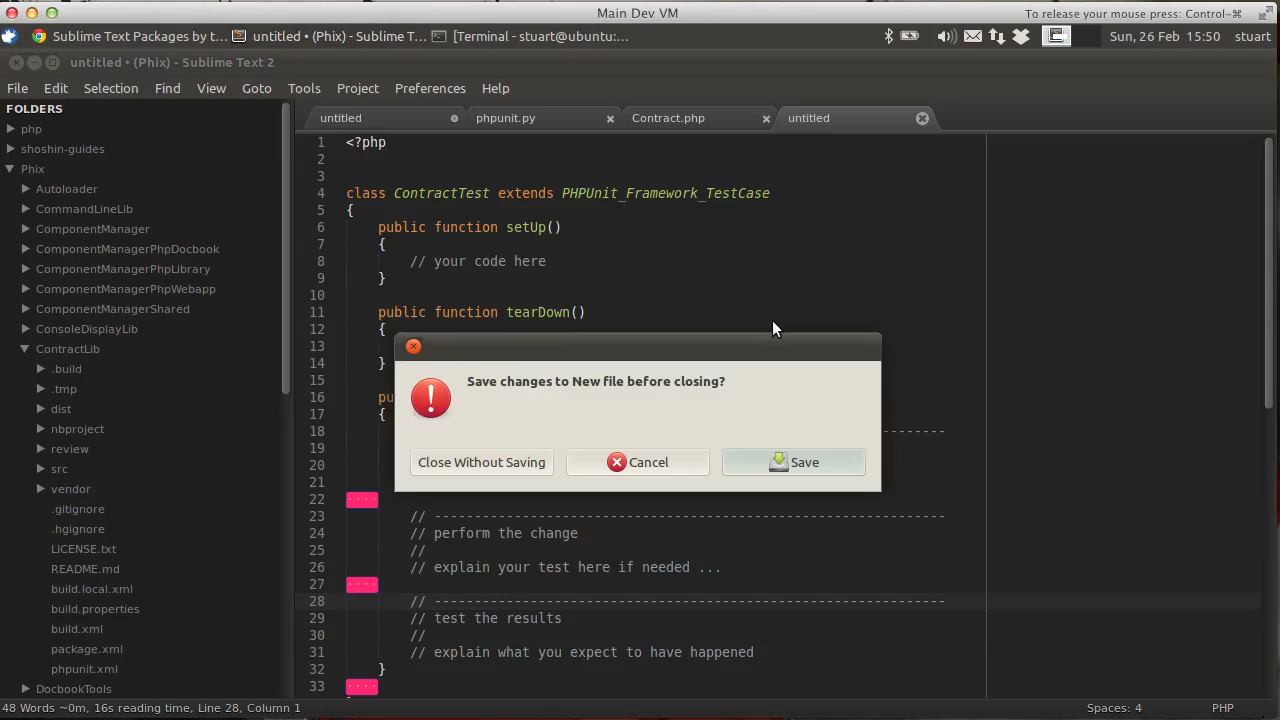 Main Dev VM
To release your mouse press: Control-⌘
Sublime Text Packages by t...
untitled • (Phix) - Sublime T...
[Terminal - stuart@ubuntu:...
Sun, 26 Feb 15:50 stuart
untitled • (Phix) - Sublime Text 2
File Edit Selection Find View Goto Tools Project Preferences Help
FOLDERS
php
shoshin-guides
Phix
Autoloader
CommandLineLib
ComponentManager
ComponentManagerPhpDocbook
ComponentManagerPhpLibrary
ComponentManagerPhpWebapp
ComponentManagerShared
ConsoleDisplayLib
ContractLib
.build
.tmp
dist
nbproject
review
src
vendor
.gitignore
.hgignore
LICENSE.txt
README.md
build.local.xml
build.properties
build.xml
package.xml
phpunit.xml
DocbookTools
untitled phpunit.py Contract.php untitled
1 <?php
2
3
4 class ContractTest extends PHPUnit_Framework_TestCase
5 {
6 public function setUp()
7 {
8 // your code here
9 }
10
11 public function tearDown()
12 {
13
14 }
15
16 pu
17 {
18 --------
19
20
21
22 ....
23 // ----------------------------------------------------------------
24 // perform the change
25 //
26 // explain your test here if needed ...
27 ....
28 // ----------------------------------------------------------------
29 // test the results
30 //
31 // explain what you expect to have happened
32 }
33 ....
Save changes to New file before closing?
Close Without Saving
Cancel
Save
48 Words ~0m, 16s reading time, Line 28, Column 1
Spaces: 4
PHP